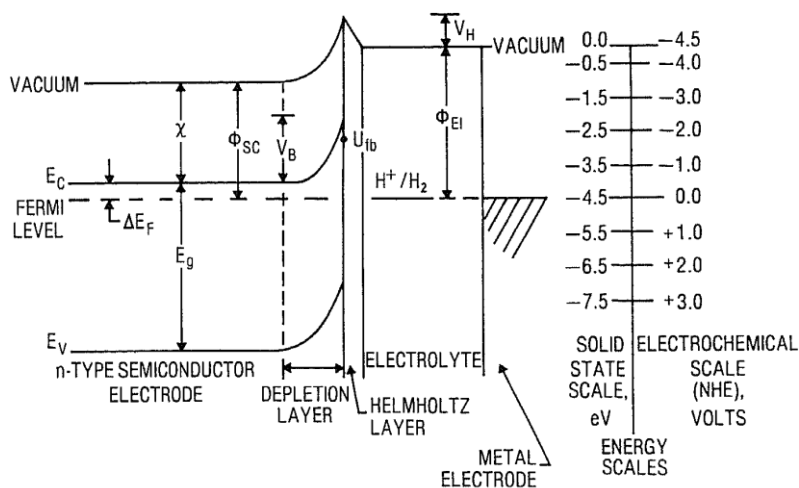 V_H
VACUUM
0.0
−4.5
−0.5
−4.0
VACUUM
−1.5
−3.0
χ
Φ_SC
V_B
U_fb
Φ_El
−2.5
−2.0
−3.5
−1.0
E_C
H⁺/H₂
FERMI
LEVEL
ΔE_F
−4.5
0.0
−5.5
+1.0
E_g
−6.5
+2.0
−7.5
+3.0
E_V
n-TYPE SEMICONDUCTOR
ELECTRODE
DEPLETION
LAYER
ELECTROLYTE
HELMHOLTZ
LAYER
METAL
ELECTRODE
SOLID
STATE
SCALE,
eV
ELECTROCHEMICAL
SCALE
(NHE),
VOLTS
ENERGY
SCALES